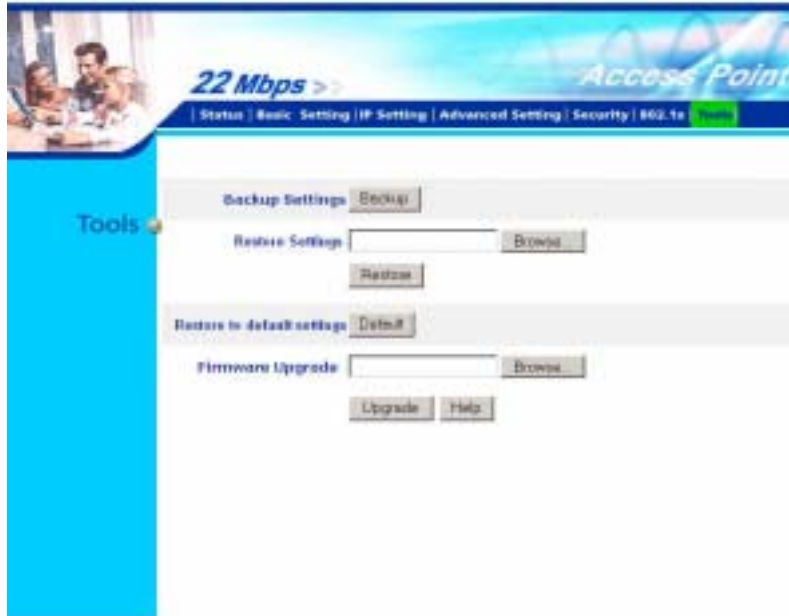 22 Mbps >>
Access Point
| Status | Basic Setting | IP Setting | Advanced Setting | Security | 802.1x | Tools
Tools
Backup Settings Backup
Restore Settings Browse...
Restore
Restore to default settings Default
Firmware Upgrade Browse...
Upgrade Help